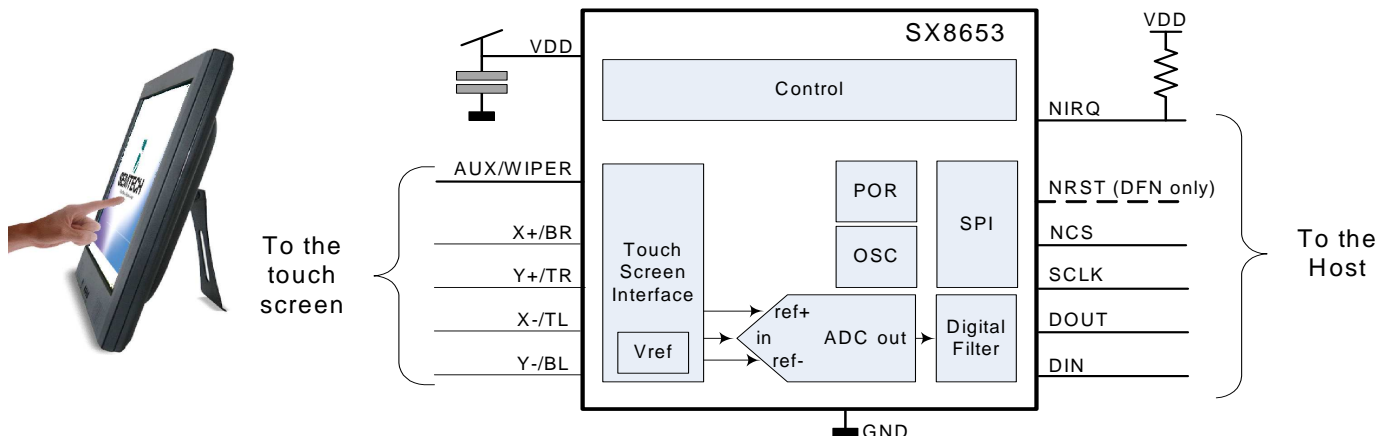 SX8653
VDD
VDD
Control
NIRQ
AUX/WIPER
POR
SPI
NRST (DFN only)
SEMTECH
To the
touch
screen
X+/BR
Y+/TR
X-/TL
Y-/BL
Touch
Screen
Interface
Vref
OSC
NCS
SCLK
DOUT
DIN
ref+
in
ref-
ADC out
Digital
Filter
To the
Host
GND